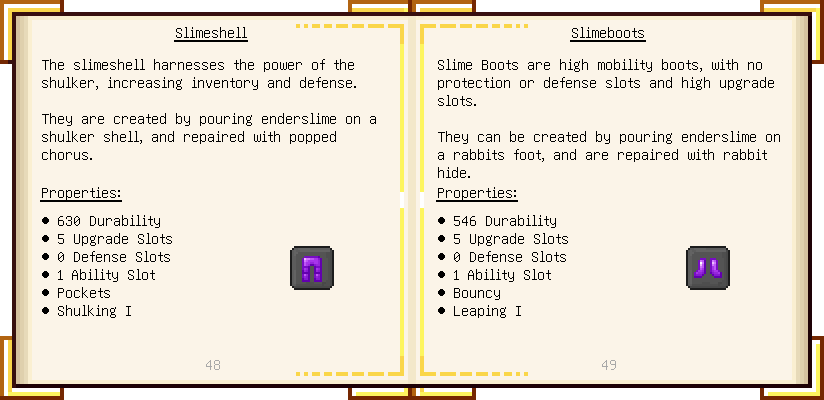 Slimeshell
The slimeshell harnesses the power of the
shulker, increasing inventory and defense.
They are created by pouring enderslime on a
shulker shell, and repaired with popped
chorus.
Properties:
● 630 Durability
● 5 Upgrade Slots
● 0 Defense Slots
● 1 Ability Slot
● Pockets
● Shulking I
48
Slimeboots
Slime Boots are high mobility boots, with no
protection or defense slots and high upgrade
slots.
They can be created by pouring enderslime on
a rabbits foot, and are repaired with rabbit
hide.
Properties:
● 546 Durability
● 5 Upgrade Slots
● 0 Defense Slots
● 1 Ability Slot
● Bouncy
● Leaping I
49